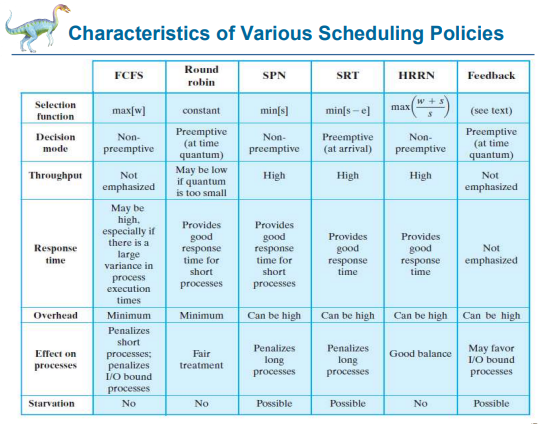 Characteristics of Various Scheduling Policies
FCFS
Round
robin
SPN
SRT
HRRN
Feedback
Selection
function
max[w]
constant
min[s]
min[s – e]
max((w + s)/s)
(see text)
Decision
mode
Non-
preemptive
Preemptive
(at time
quantum)
Non-
preemptive
Preemptive
(at arrival)
Non-
preemptive
Preemptive
(at time
quantum)
Throughput
Not
emphasized
May be low
if quantum
is too small
High
High
High
Not
emphasized
Response
time
May be
high,
especially if
there is a
large
variance in
process
execution
times
Provides
good
response
time for
short
processes
Provides
good
response
time for
short
processes
Provides
good
response
time
Provides
good
response
time
Not
emphasized
Overhead
Minimum
Minimum
Can be high
Can be high
Can be high
Can be high
Effect on
processes
Penalizes
short
processes;
penalizes
I/O bound
processes
Fair
treatment
Penalizes
long
processes
Penalizes
long
processes
Good balance
May favor
I/O bound
processes
Starvation
No
No
Possible
Possible
No
Possible